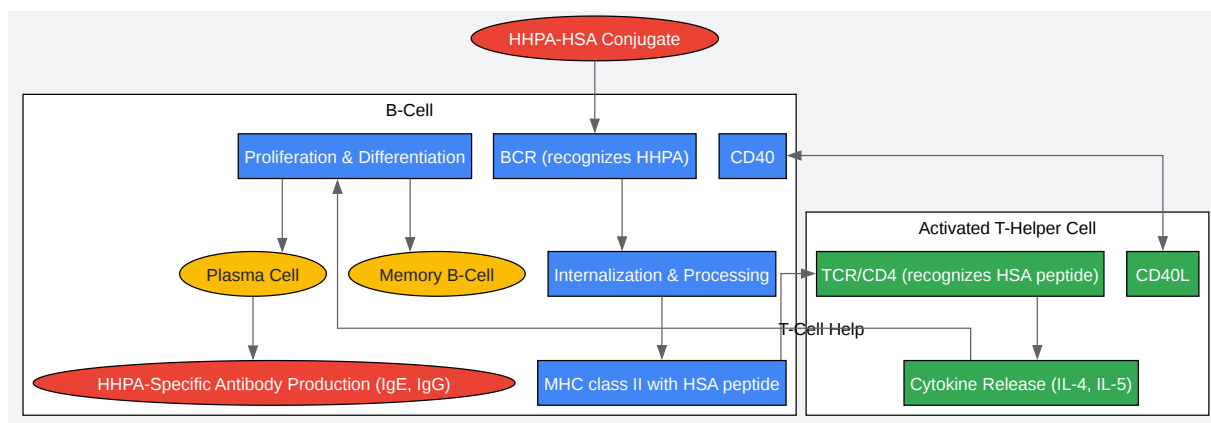 HHPA-HSA Conjugate
B-Cell
Proliferation & Differentiation
BCR (recognizes HHPA)
CD40
Activated T-Helper Cell
Plasma Cell
Memory B-Cell
Internalization & Processing
TCR/CD4 (recognizes HSA peptide)
CD40L
T-Cell Help
HHPA-Specific Antibody Production (IgE, IgG)
MHC class II with HSA peptide
Cytokine Release (IL-4, IL-5)